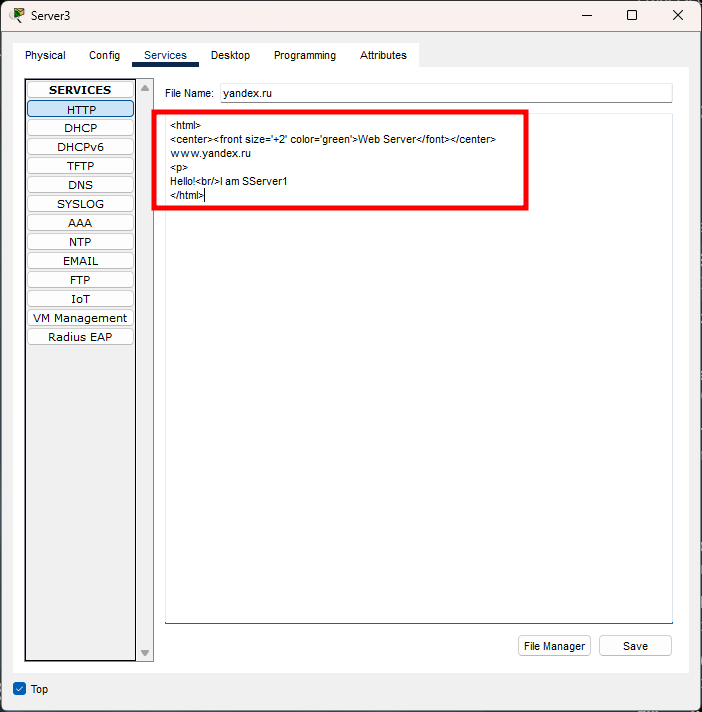 Server3
Physical Config Services Desktop Programming Attributes
SERVICES
HTTP
DHCP
DHCPv6
TFTP
DNS
SYSLOG
AAA
NTP
EMAIL
FTP
IoT
VM Management
Radius EAP
File Name: yandex.ru
<html>
<center><front size='+2' color='green'>Web Server</font></center>
www.yandex.ru
<p>
Hello!<br/>I am SServer1
</html>
File Manager Save
Top